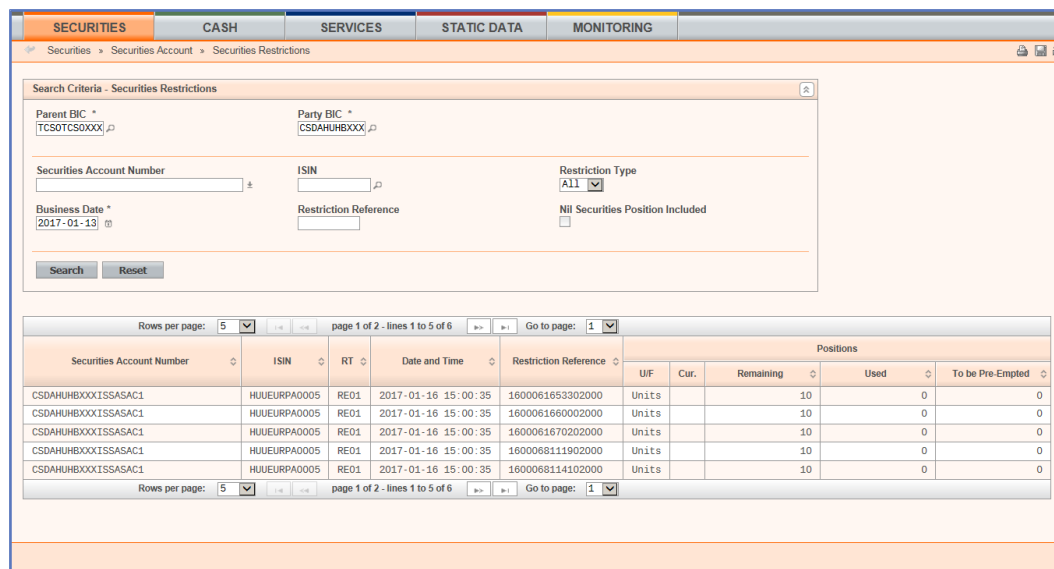 SECURITIES CASH SERVICES STATIC DATA MONITORING
Securities » Securities Account » Securities Restrictions
Search Criteria - Securities Restrictions
Parent BIC * Party BIC *
TCSOTCSOXXX CSDAHUHBXXX
Securities Account Number ISIN Restriction Type
All
Business Date * Restriction Reference Nil Securities Position Included
2017-01-13
Search Reset
Rows per page: 5 page 1 of 2 - lines 1 to 5 of 6 Go to page: 1
Positions
Securities Account Number ISIN RT Date and Time Restriction Reference
U/F Cur. Remaining Used To be Pre-Empted
CSDAHUHBXXXISSASAC1 HUUEURPA0005 RE01 2017-01-16 15:00:35 1600061653302000 Units 10 0 0
CSDAHUHBXXXISSASAC1 HUUEURPA0005 RE01 2017-01-16 15:00:35 1600061660002000 Units 10 0 0
CSDAHUHBXXXISSASAC1 HUUEURPA0005 RE01 2017-01-16 15:00:35 1600061670202000 Units 10 0 0
CSDAHUHBXXXISSASAC1 HUUEURPA0005 RE01 2017-01-16 15:00:35 1600068111902000 Units 10 0 0
CSDAHUHBXXXISSASAC1 HUUEURPA0005 RE01 2017-01-16 15:00:35 1600068114102000 Units 10 0 0
Rows per page: 5 page 1 of 2 - lines 1 to 5 of 6 Go to page: 1